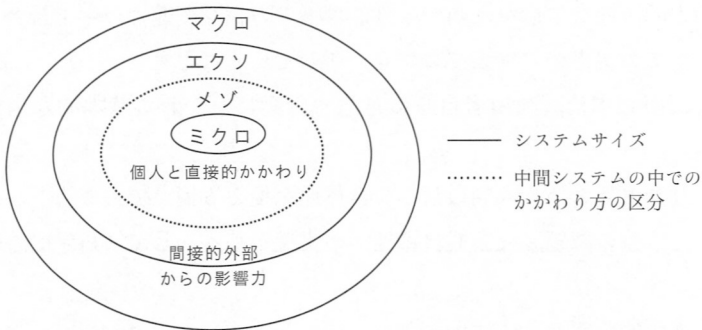 マクロ
エクソ
メゾ
ミクロ
個人と直接的かかわり
間接的外部
からの影響力
システムサイズ
中間システムの中での
かかわり方の区分